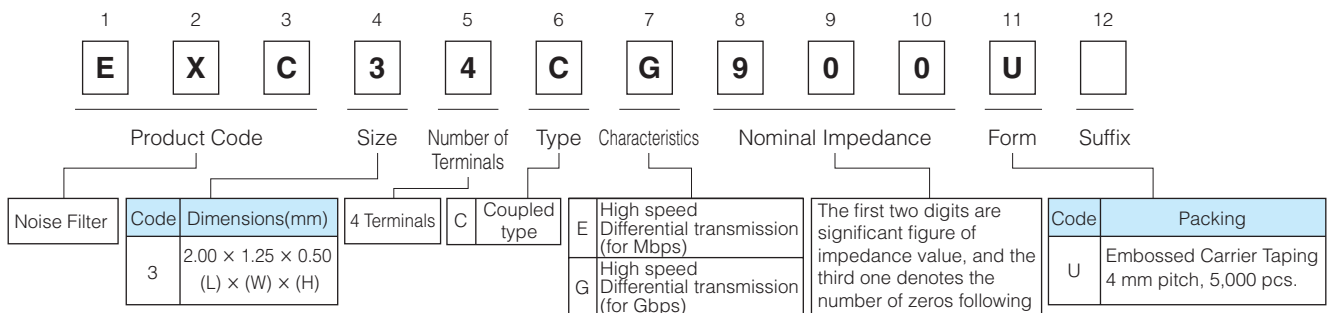 1 2 3 4 5 6 7 8 9 10 11 12
E X C 3 4 C G 9 0 0 U
Product Code Size Number of Terminals Type Characteristics Nominal Impedance Form Suffix
Noise Filter
Code Dimensions(mm)
3 2.00 × 1.25 × 0.50
(L) × (W) × (H)
4 Terminals
C Coupled
type
E High speed
Differential transmission
(for Mbps)
G High speed
Differential transmission
(for Gbps)
The first two digits are
significant figure of
impedance value, and the
third one denotes the
number of zeros following
Code Packing
U Embossed Carrier Taping
4 mm pitch, 5,000 pcs.